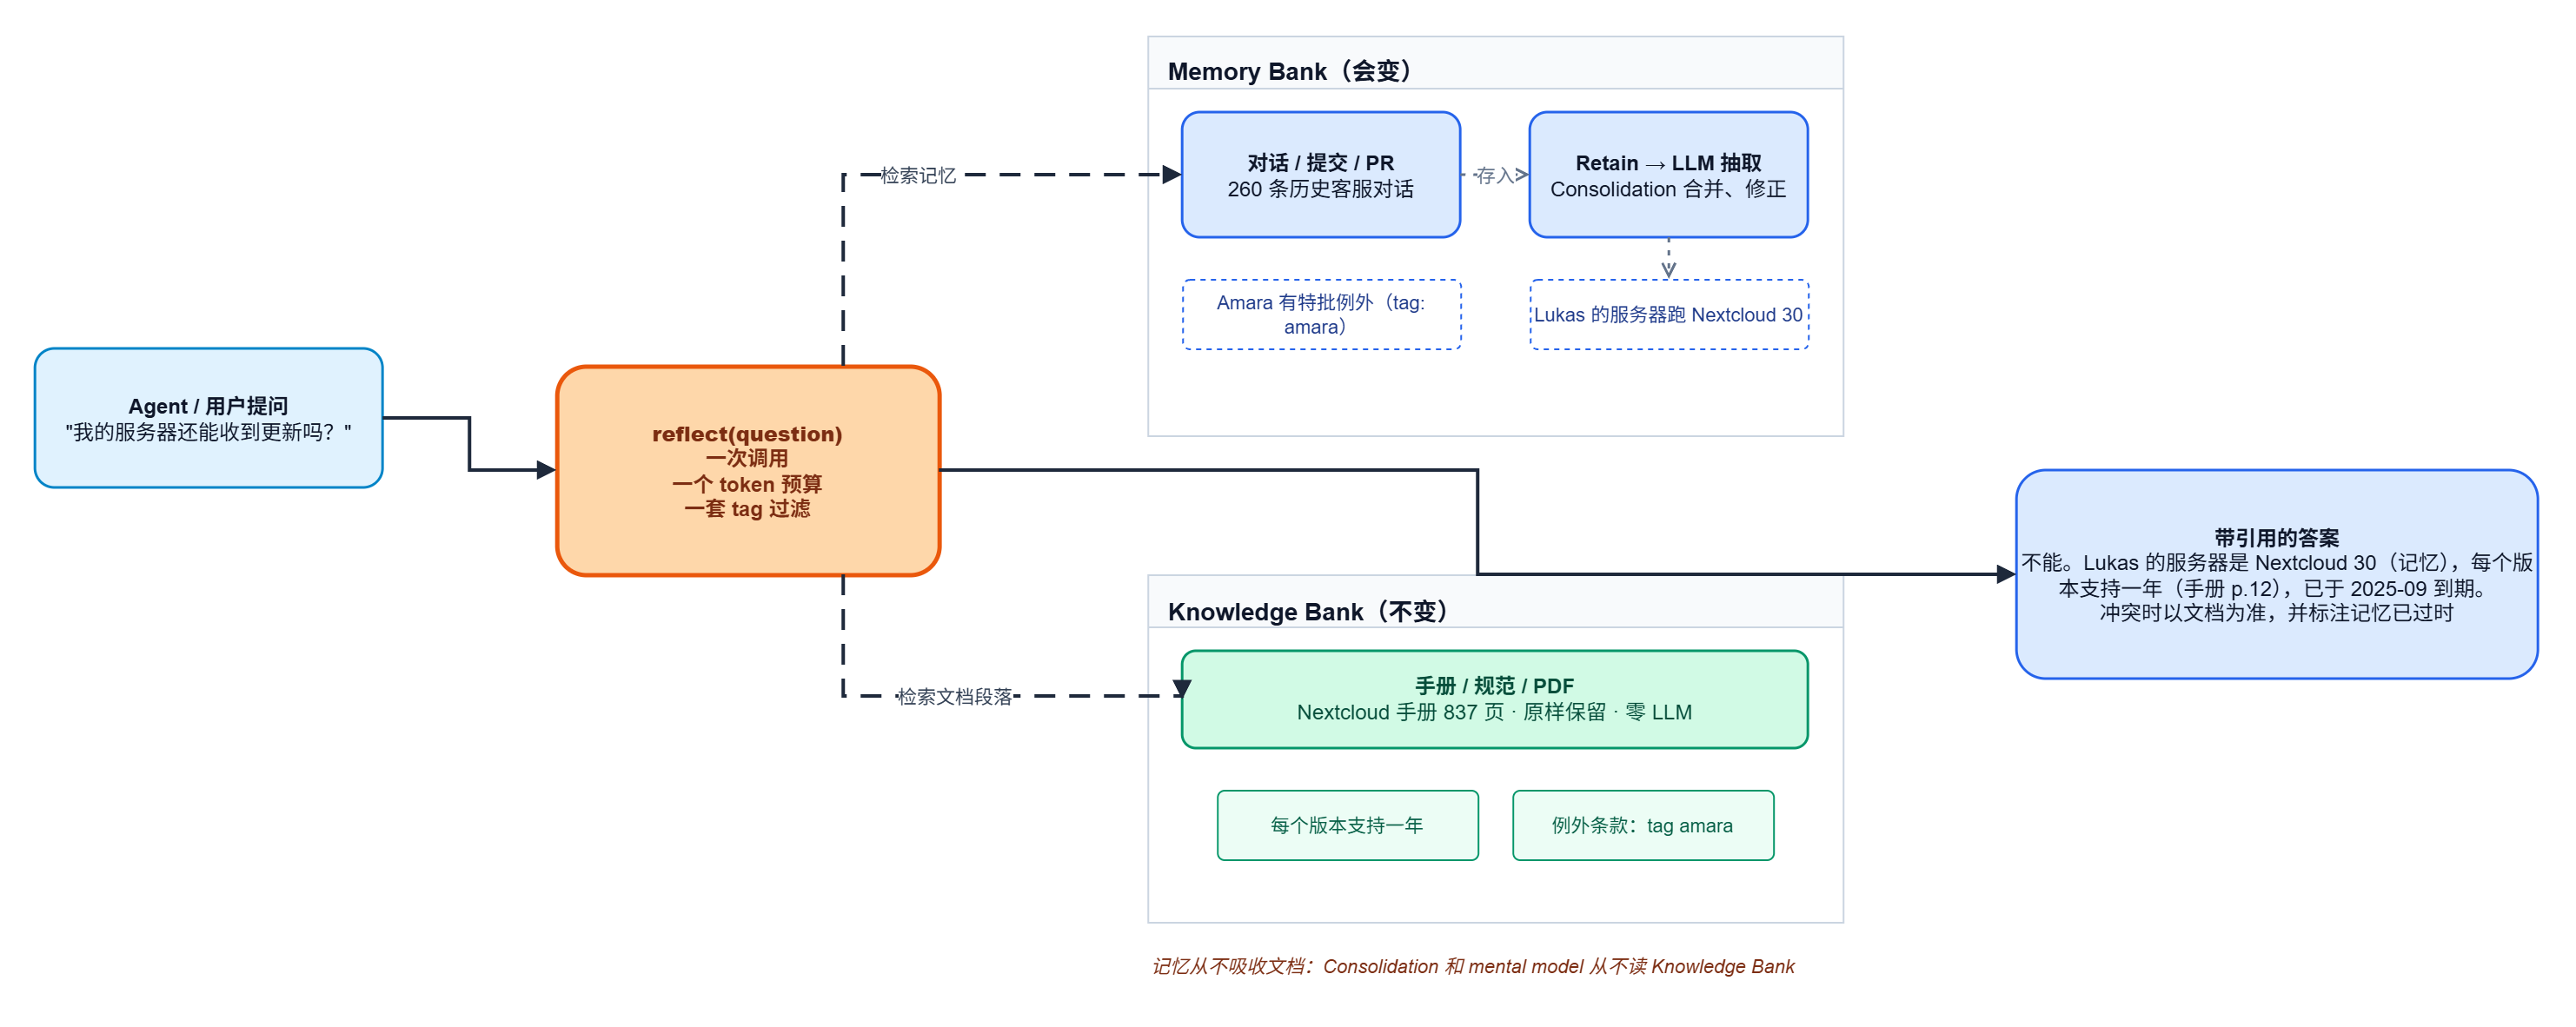 Memory Bank（会变）
对话 / 提交 / PR
260 条历史客服对话
存入
Retain → LLM 抽取
Consolidation 合并、修正
检索记忆
Amara 有特批例外（tag:
amara）
Lukas 的服务器跑 Nextcloud 30
Agent / 用户提问
"我的服务器还能收到更新吗？"
reflect(question)
一次调用
一个 token 预算
一套 tag 过滤
带引用的答案
不能。Lukas 的服务器是 Nextcloud 30（记忆），每个版
本支持一年（手册 p.12），已于 2025-09 到期。
冲突时以文档为准，并标注记忆已过时
Knowledge Bank（不变）
检索文档段落
手册 / 规范 / PDF
Nextcloud 手册 837 页 · 原样保留 · 零 LLM
每个版本支持一年
例外条款：tag amara
记忆从不吸收文档：Consolidation 和 mental model 从不读 Knowledge Bank